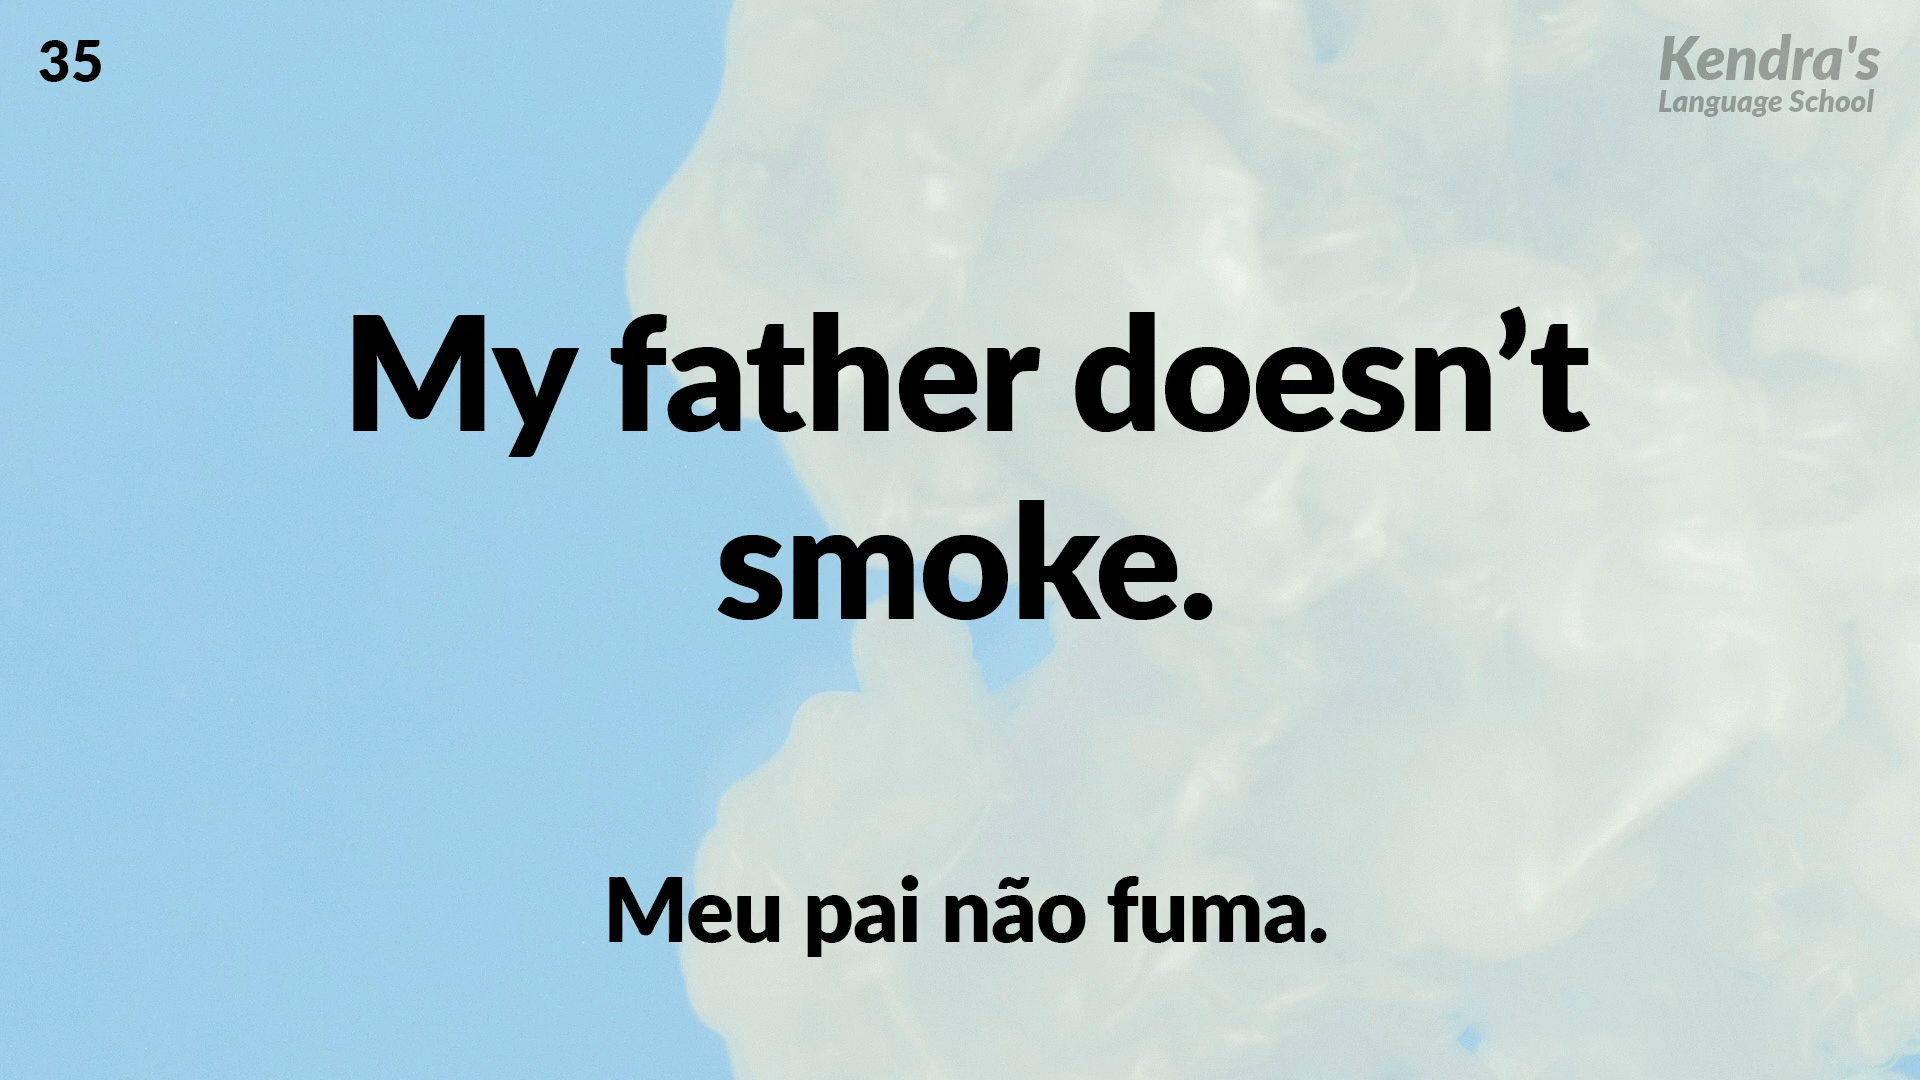 35
Kendra's
Language School
My father doesn’t
smoke.
Meu pai não fuma.